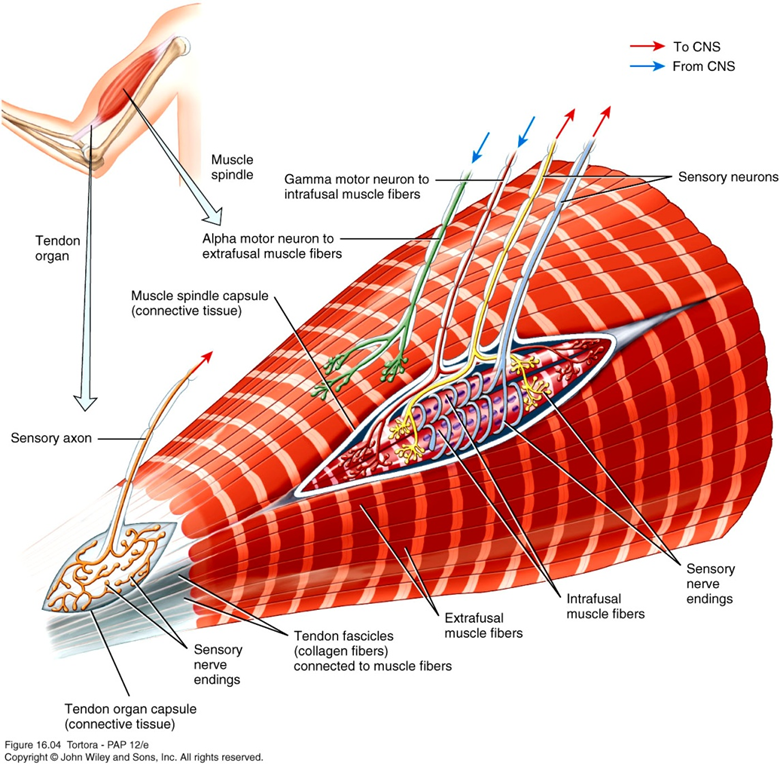 To CNS
From CNS
Muscle
spindle
Gamma motor neuron to
intrafusal muscle fibers
Sensory neurons
Tendon
organ
Alpha motor neuron to
extrafusal muscle fibers
Muscle spindle capsule
(connective tissue)
Sensory axon
Sensory
nerve
endings
Intrafusal
muscle fibers
Extrafusal
muscle fibers
Tendon fascicles
(collagen fibers)
connected to muscle fibers
Sensory
nerve
endings
Tendon organ capsule
(connective tissue)
Figure 16.04 Tortora - PAP 12/e
Copyright © John Wiley and Sons, Inc. All rights reserved.